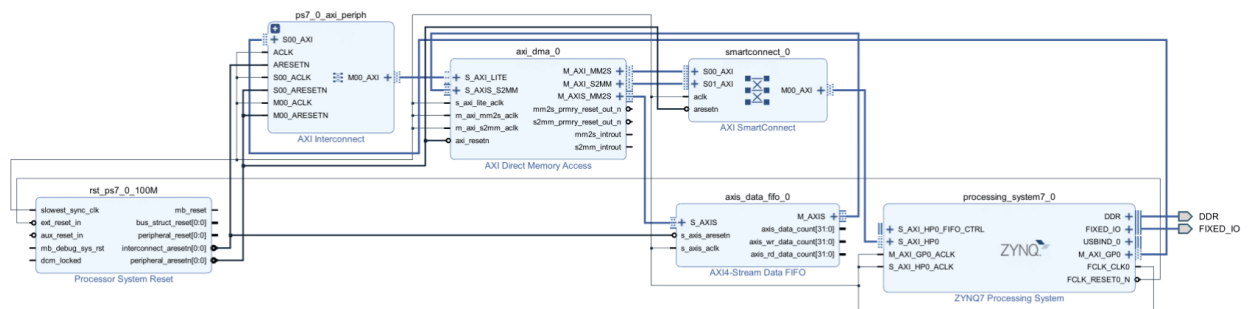 ps7_0_axi_periph
S00_AXI
ACLK
ARESETN
S00_ACLK
S00_ARESETN
M00_ACLK
M00_ARESETN
M00_AXI
AXI Interconnect
axi_dma_0
S_AXI_LITE
S_AXIS_S2MM
s_axi_lite_aclk
m_axi_mm2s_aclk
m_axi_s2mm_aclk
axi_resetn
M_AXI_MM2S
M_AXI_S2MM
M_AXIS_MM2S
mm2s_prmry_reset_out_n
s2mm_prmry_reset_out_n
mm2s_introut
s2mm_introut
AXI Direct Memory Access
smartconnect_0
S00_AXI
S01_AXI
aclk
aresetn
M00_AXI
AXI SmartConnect
rst_ps7_0_100M
slowest_sync_clk
ext_reset_in
aux_reset_in
mb_debug_sys_rst
dcm_locked
mb_reset
bus_struct_reset[0:0]
peripheral_reset[0:0]
interconnect_aresetn[0:0]
peripheral_aresetn[0:0]
Processor System Reset
axis_data_fifo_0
S_AXIS
s_axis_aresetn
s_axis_aclk
M_AXIS
axis_data_count[31:0]
axis_wr_data_count[31:0]
axis_rd_data_count[31:0]
AXI4-Stream Data FIFO
processing_system7_0
S_AXI_HP0_FIFO_CTRL
S_AXI_HP0
M_AXI_GP0_ACLK
S_AXI_HP0_ACLK
ZYNQ
DDR
FIXED_IO
USBIND_0
M_AXI_GP0
FCLK_CLK0
FCLK_RESET0_N
ZYNQ7 Processing System
DDR
FIXED_IO